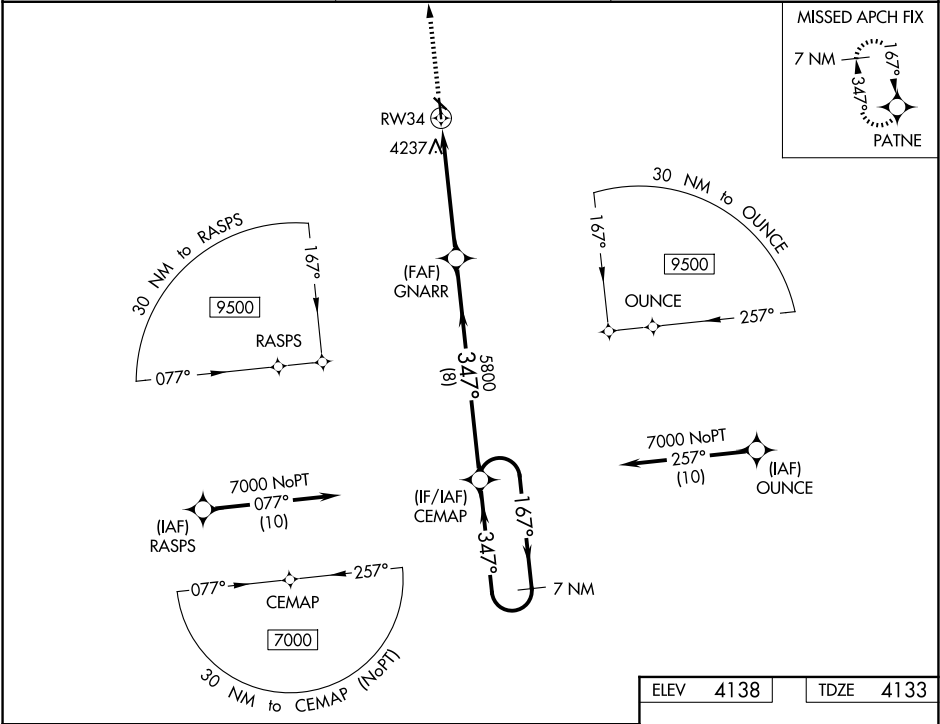 MISSED APCH FIX
7 NM
167°
347°
PATNE
RW34
4237
30 NM to RASPS
167°
9500
RASPS
077°
(FAF)
GNARR
30 NM to OUNCE
167°
9500
OUNCE
257°
5800
347°
(8)
7000 NoPT
257°
(10)
(IAF)
OUNCE
7000 NoPT
077°
(10)
(IAF)
RASPS
(IF/IAF)
CEMAP
167°
347°
7 NM
077°
257°
CEMAP
7000
30 NM to CEMAP (NoPT)
ELEV 4138
TDZE 4133